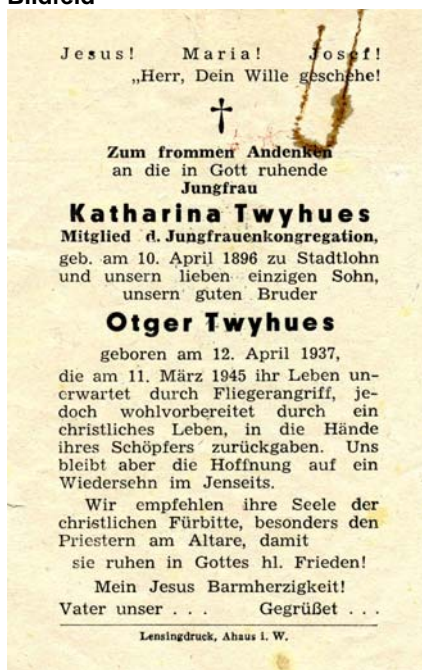 Bildfeld
Jesus! Maria! Josef!
„Herr, Dein Wille geschehe!
Zum frommen Andenken
an die in Gott ruhende
Jungfrau
Katharina Twyhues
Mitglied d. Jungfrauenkongregation,
geb. am 10. April 1896 zu Stadtlohn
und unsern lieben einzigen Sohn,
unsern guten Bruder
Otger Twyhues
geboren am 12. April 1937,
die am 11. März 1945 ihr Leben un-
erwartet durch Fliegerangriff, je-
doch wohlvorbereitet durch ein
christliches Leben, in die Hände
ihres Schöpfers zurückgaben. Uns
bleibt aber die Hoffnung auf ein
Wiedersehn im Jenseits.
Wir empfehlen ihre Seele der
christlichen Fürbitte, besonders den
Priestern am Altare, damit
sie ruhen in Gottes hl. Frieden!
Mein Jesus Barmherzigkeit!
Vater unser . . . Gegrüßet . . .
Lensingdruck, Ahaus i. W.